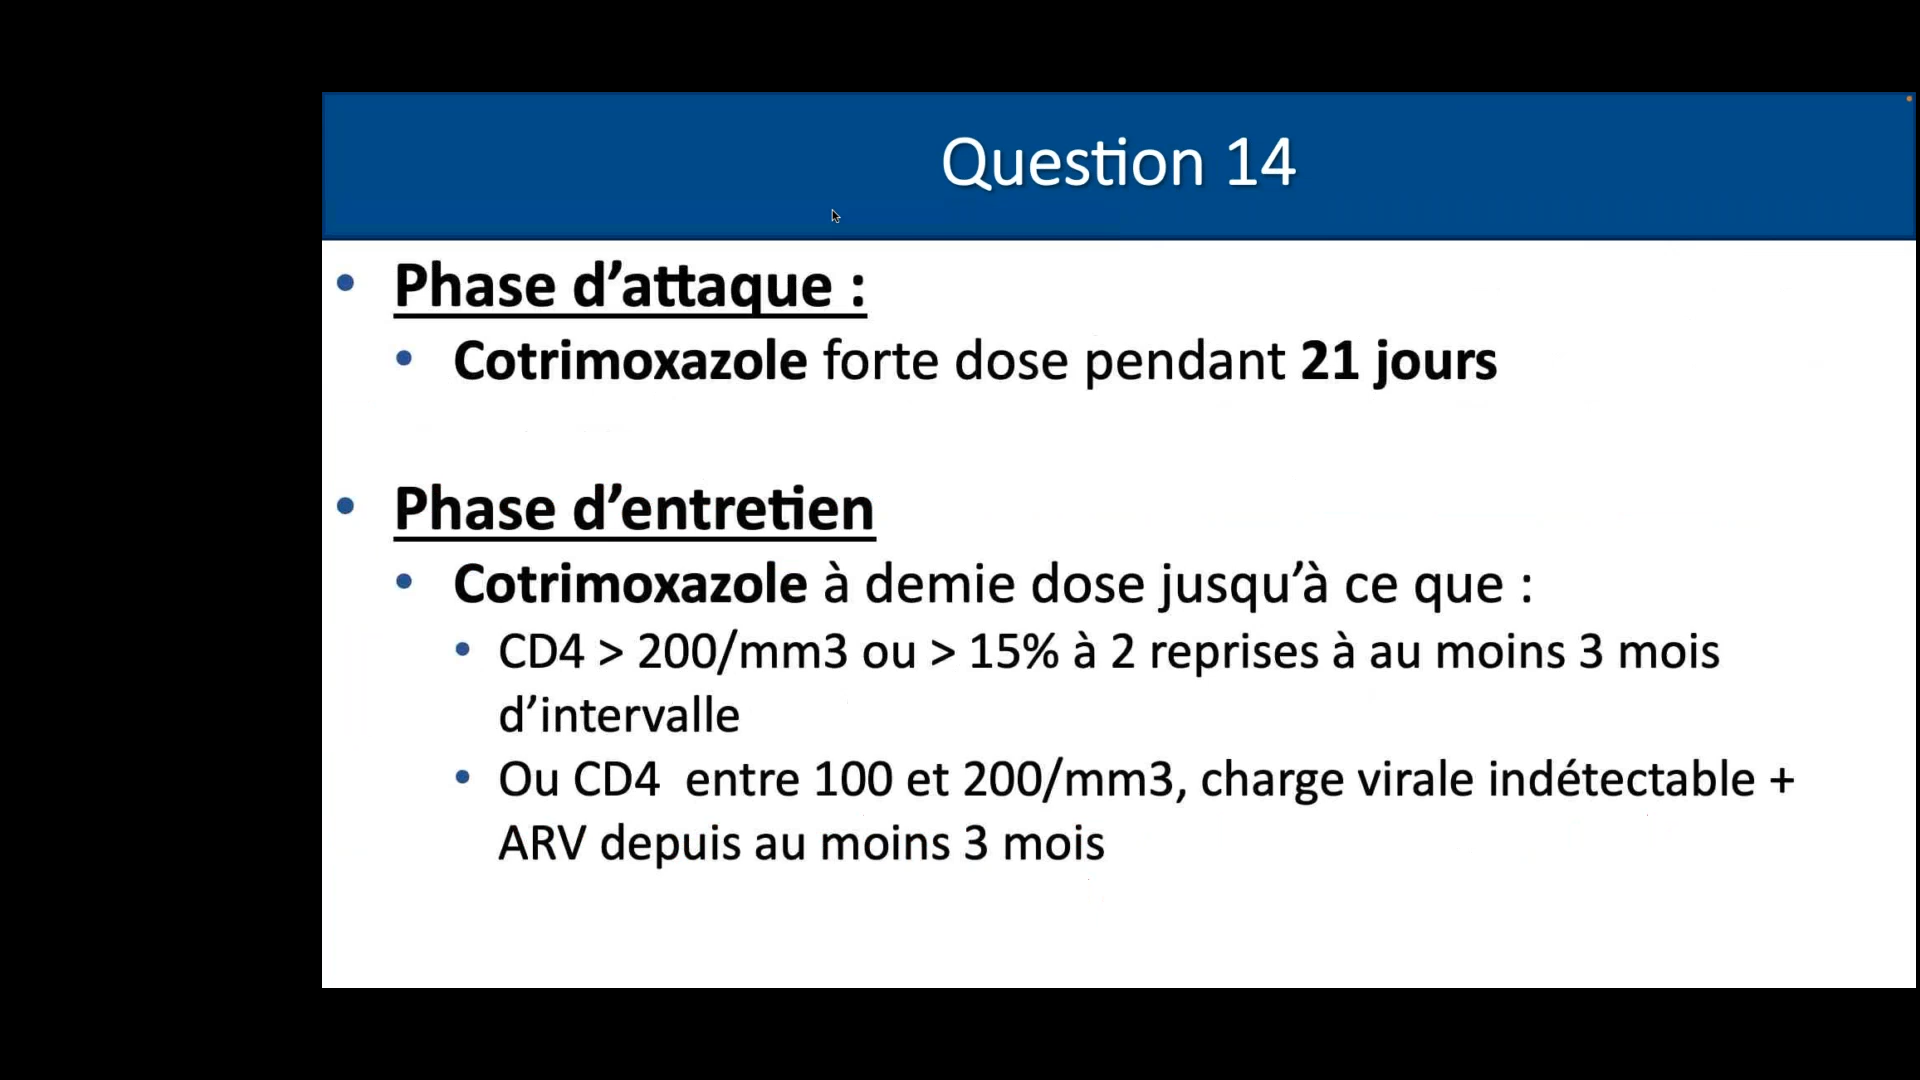 Question 14
• Phase d’attaque :
• Cotrimoxazole forte dose pendant 21 jours
• Phase d’entretien
• Cotrimoxazole à demie dose jusqu’à ce que :
• CD4 > 200/mm3 ou > 15% à 2 reprises à au moins 3 mois
d’intervalle
• Ou CD4  entre 100 et 200/mm3, charge virale indétectable +
ARV depuis au moins 3 mois